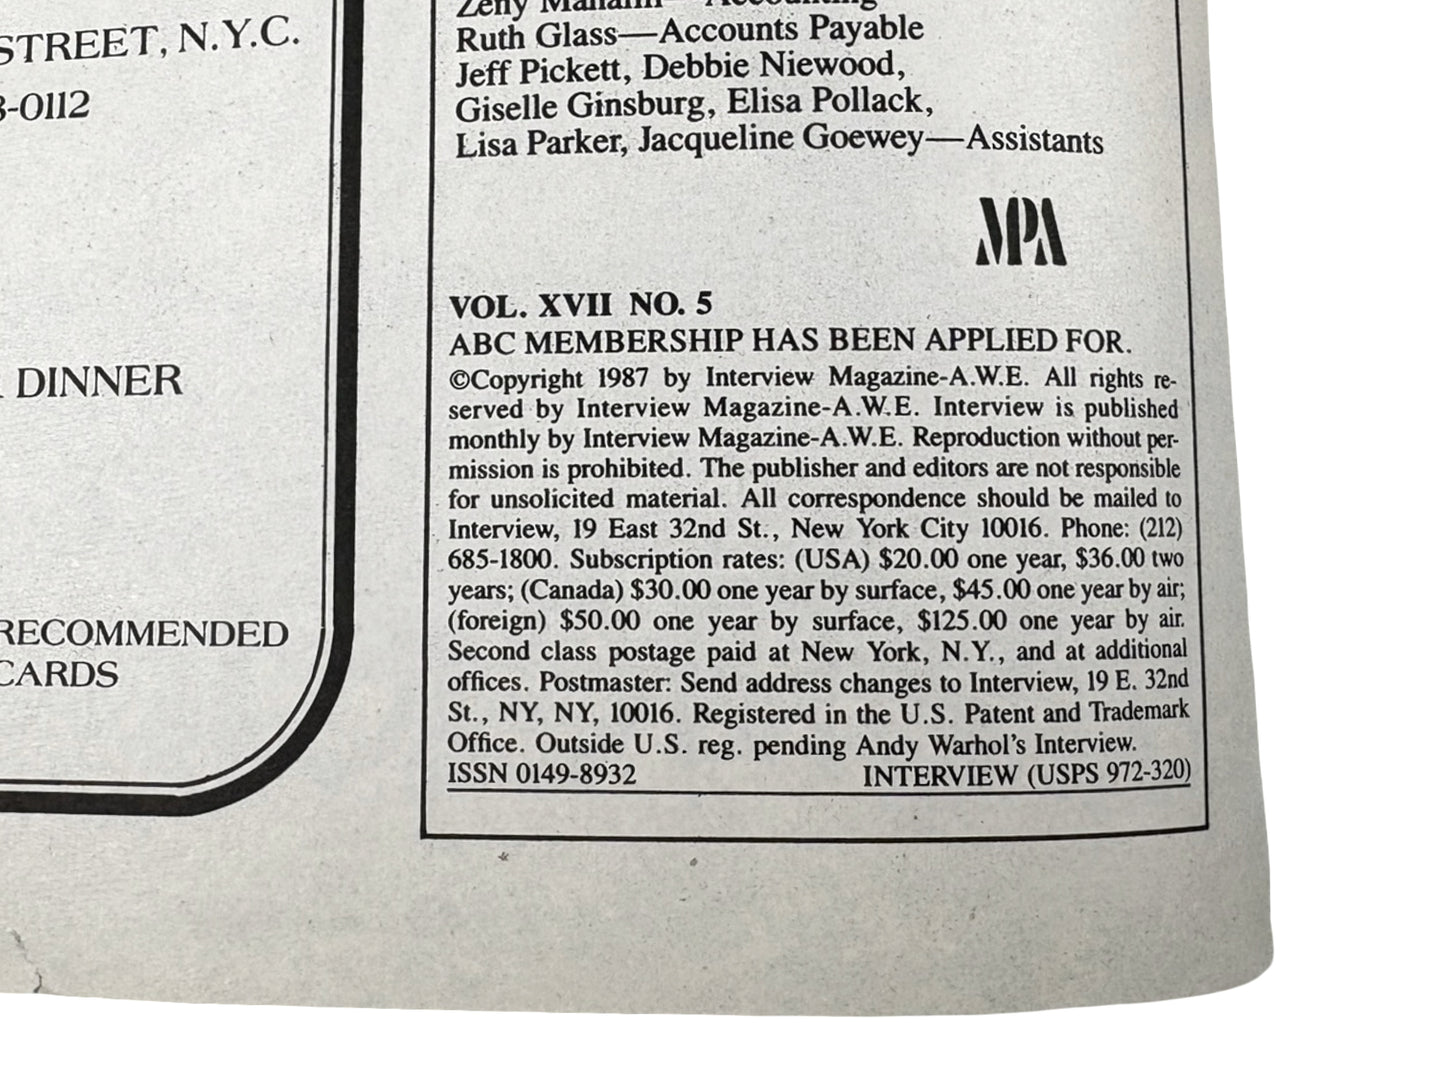 STREET, N.Y.C.
3-0112
DINNER
RECOMMENDED
CARDS
Zeny
Ruth Glass—Accounts Payable
Jeff Pickett, Debbie Niewood,
Giselle Ginsburg, Elisa Pollack,
Lisa Parker, Jacqueline Goewey—Assistants
MPA
VOL. XVII NO. 5
ABC MEMBERSHIP HAS BEEN APPLIED FOR.
©Copyright 1987 by Interview Magazine-A.W.E. All rights re-
served by Interview Magazine-A.W.E. Interview is published
monthly by Interview Magazine-A.W.E. Reproduction without per-
mission is prohibited. The publisher and editors are not responsible
for unsolicited material. All correspondence should be mailed to
Interview, 19 East 32nd St., New York City 10016. Phone: (212)
685-1800. Subscription rates: (USA) $20.00 one year, $36.00 two
years; (Canada) $30.00 one year by surface, $45.00 one year by air;
(foreign) $50.00 one year by surface, $125.00 one year by air.
Second class postage paid at New York, N.Y., and at additional
offices. Postmaster: Send address changes to Interview, 19 E. 32nd
St., NY, NY, 10016. Registered in the U.S. Patent and Trademark
Office. Outside U.S. reg. pending Andy Warhol's Interview.
ISSN 0149-8932 INTERVIEW (USPS 972-320)